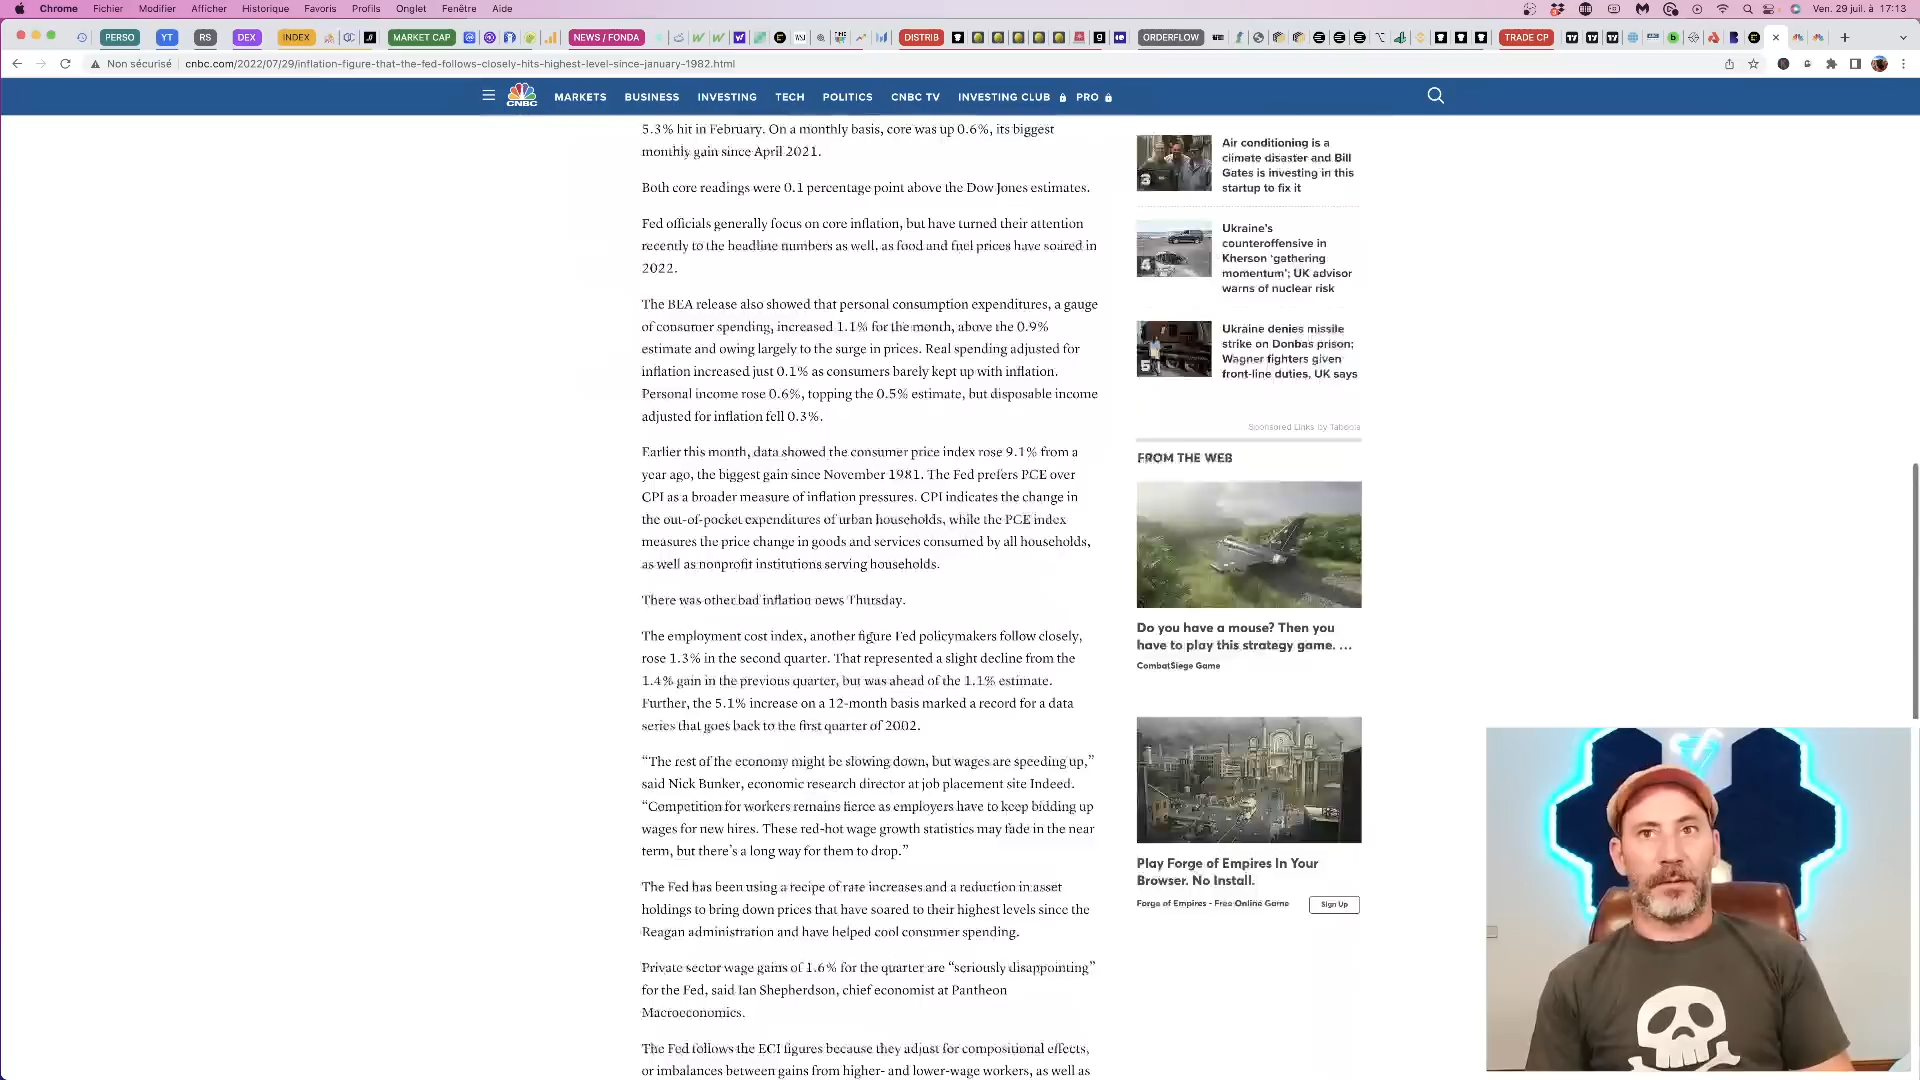 Chrome Fichier Modifier Afficher Historique Favoris Profils Onglet Fenêtre Aide Ven. 29 juil. à 17:13
PERSO YT RS DEX INDEX MARKET CAP NEWS / FONDA DISTRIB ORDERFLOW TRADE CP
Non sécurisé cnbc.com/2022/07/29/inflation-figure-that-the-fed-follows-closely-hits-highest-level-since-january-1982.html
CNBC MARKETS BUSINESS INVESTING TECH POLITICS CNBC TV INVESTING CLUB PRO
5.3% hit in February. On a monthly basis, core was up 0.6%, its biggest
monthly gain since April 2021.
Both core readings were 0.1 percentage point above the Dow Jones estimates.
Fed officials generally focus on core inflation, but have turned their attention
recently to the headline numbers as well, as food and fuel prices have soared in
2022.
The BEA release also showed that personal consumption expenditures, a gauge
of consumer spending, increased 1.1% for the month, above the 0.9%
estimate and owing largely to the surge in prices. Real spending adjusted for
inflation increased just 0.1% as consumers barely kept up with inflation.
Personal income rose 0.6%, topping the 0.5% estimate, but disposable income
adjusted for inflation fell 0.3%.
Earlier this month, data showed the consumer price index rose 9.1% from a
year ago, the biggest gain since November 1981. The Fed prefers PCE over
CPI as a broader measure of inflation pressures. CPI indicates the change in
the out-of-pocket expenditures of urban households, while the PCE index
measures the price change in goods and services consumed by all households,
as well as nonprofit institutions serving households.
There was other bad inflation news Thursday.
The employment cost index, another figure Fed policymakers follow closely,
rose 1.3% in the second quarter. That represented a slight decline from the
1.4% gain in the previous quarter, but was ahead of the 1.1% estimate.
Further, the 5.1% increase on a 12-month basis marked a record for a data
series that goes back to the first quarter of 2002.
“The rest of the economy might be slowing down, but wages are speeding up,”
said Nick Bunker, economic research director at job placement site Indeed.
“Competition for workers remains fierce as employers have to keep bidding up
wages for new hires. These red-hot wage growth statistics may fade in the near
term, but there’s a long way for them to drop.”
The Fed has been using a recipe of rate increases and a reduction in asset
holdings to bring down prices that have soared to their highest levels since the
Reagan administration and have helped cool consumer spending.
Private sector wage gains of 1.6% for the quarter are “seriously disappointing”
for the Fed, said Ian Shepherdson, chief economist at Pantheon
Macroeconomics.
The Fed follows the ECI figures because they adjust for compositional effects,
or imbalances between gains from higher- and lower-wage workers, as well as
3
Air conditioning is a
climate disaster and Bill
Gates is investing in this
startup to fix it
4
Ukraine's
counteroffensive in
Kherson ‘gathering
momentum’; UK advisor
warns of nuclear risk
5
Ukraine denies missile
strike on Donbas prison;
Wagner fighters given
front-line duties, UK says
Sponsored Links by Taboola
FROM THE WEB
Do you have a mouse? Then you
have to play this strategy game. ...
CombatSiege Game
Play Forge of Empires In Your
Browser. No Install.
Forge of Empires - Free Online Game Sign Up